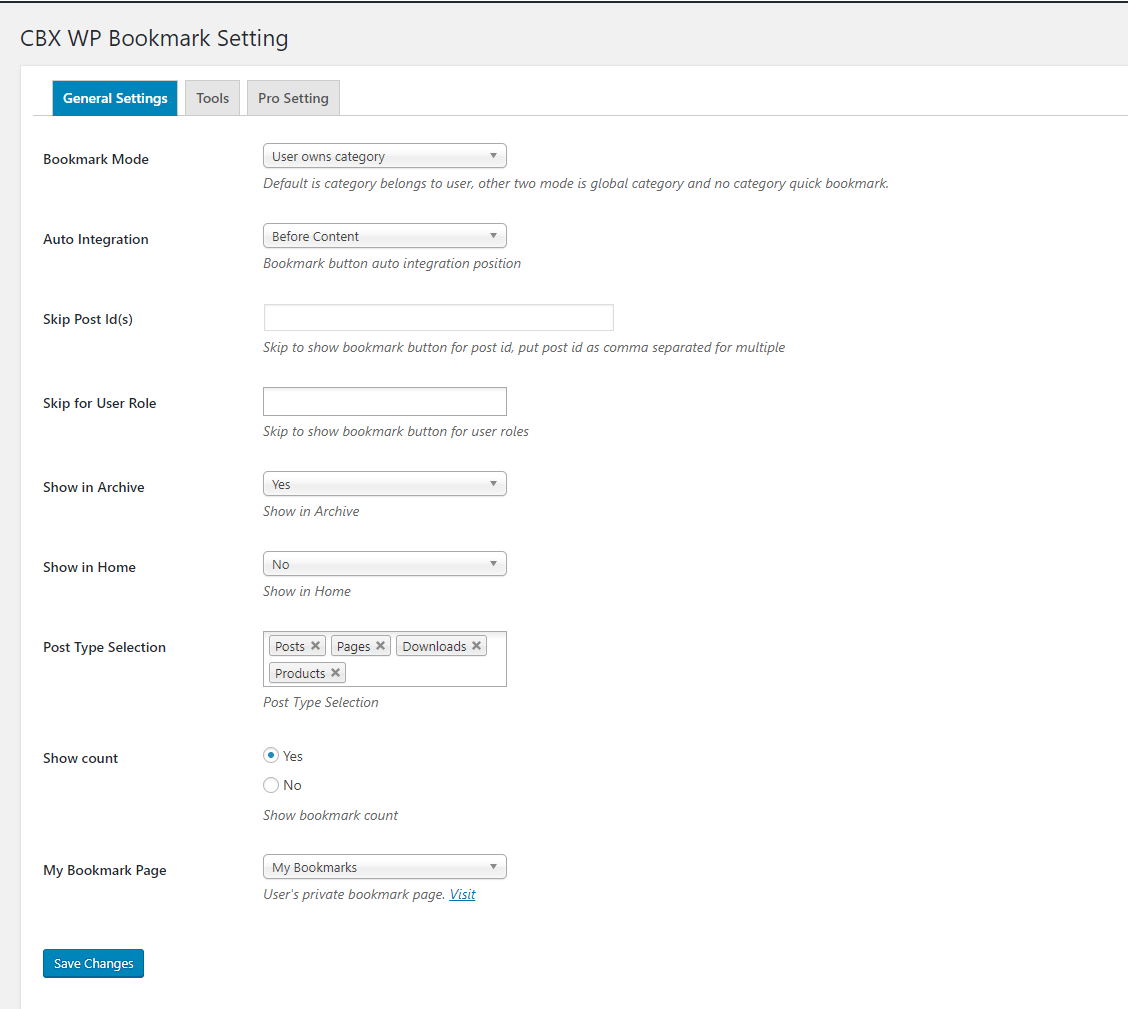 CBX WP Bookmark Setting
General Settings Tools Pro Setting
Bookmark Mode User owns category
Default is category belongs to user, other two mode is global category and no category quick bookmark.
Auto Integration Before Content
Bookmark button auto integration position
Skip Post Id(s)
Skip to show bookmark button for post id, put post id as comma separated for multiple
Skip for User Role
Skip to show bookmark button for user roles
Show in Archive Yes
Show in Archive
Show in Home No
Show in Home
Post Type Selection Posts Pages Downloads
Products
Post Type Selection
Show count Yes
No
Show bookmark count
My Bookmark Page My Bookmarks
User's private bookmark page. Visit
Save Changes